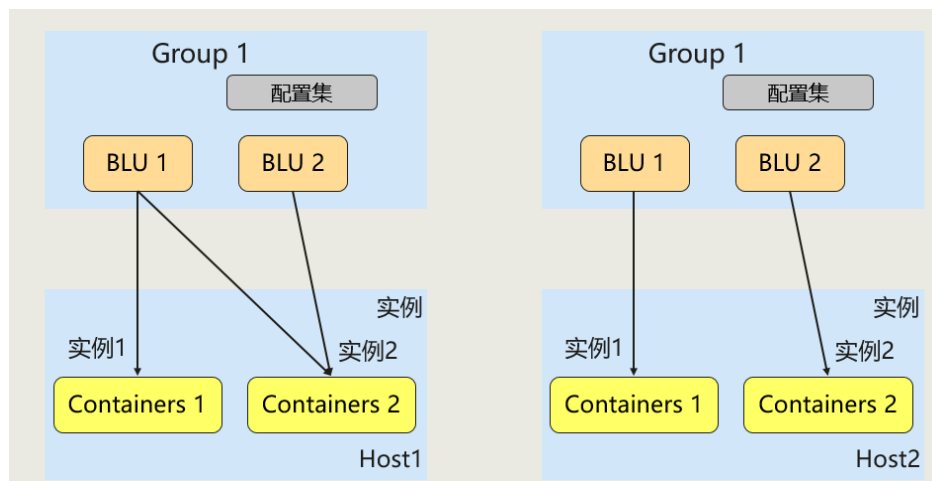 Group 1
配置集
BLU 1
BLU 2
实例
实例1
实例2
Containers 1
Containers 2
Host1
Group 1
配置集
BLU 1
BLU 2
实例
实例1
实例2
Containers 1
Containers 2
Host2